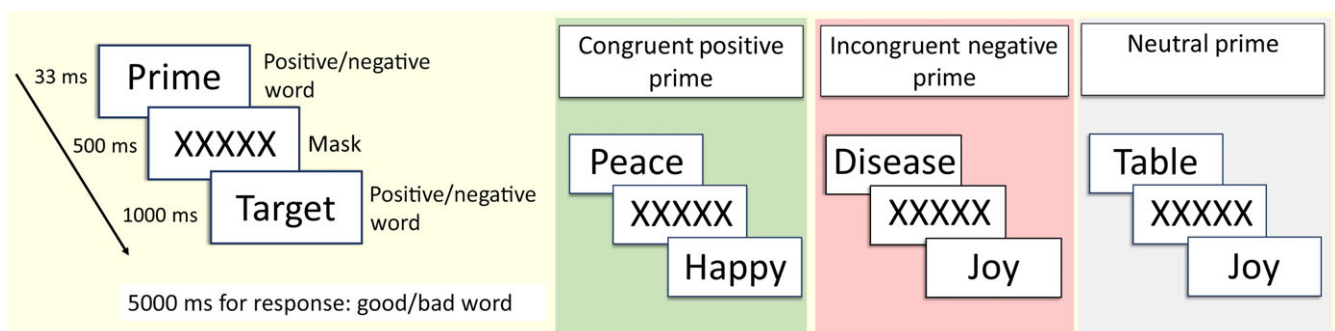 33 ms
Prime
Positive/negative
word
500 ms
XXXXX
Mask
1000 ms
Target
Positive/negative
word
5000 ms for response: good/bad word
Congruent positive
prime
Peace
XXXXX
Happy
Incongruent negative
prime
Disease
XXXXX
Joy
Neutral prime
Table
XXXXX
Joy